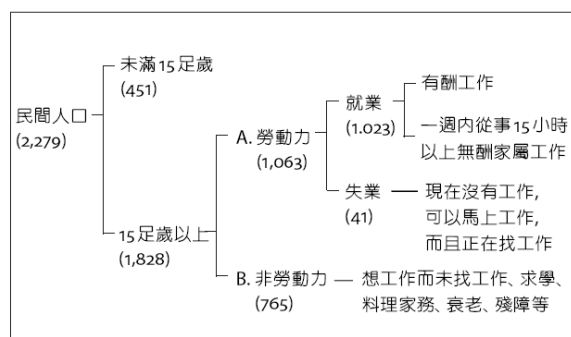 民間人口
(2,279)
未滿15足歲
(451)
15足歲以上
(1,828)
A. 勞動力
(1,063)
就業
(1.023)
有酬工作
一週內從事15小時
以上無酬家屬工作
失業
(41)
現在沒有工作,
可以馬上工作,
而且正在找工作
B. 非勞動力
(765)
想工作而未找工作、求學、
料理家務、衰老、殘障等